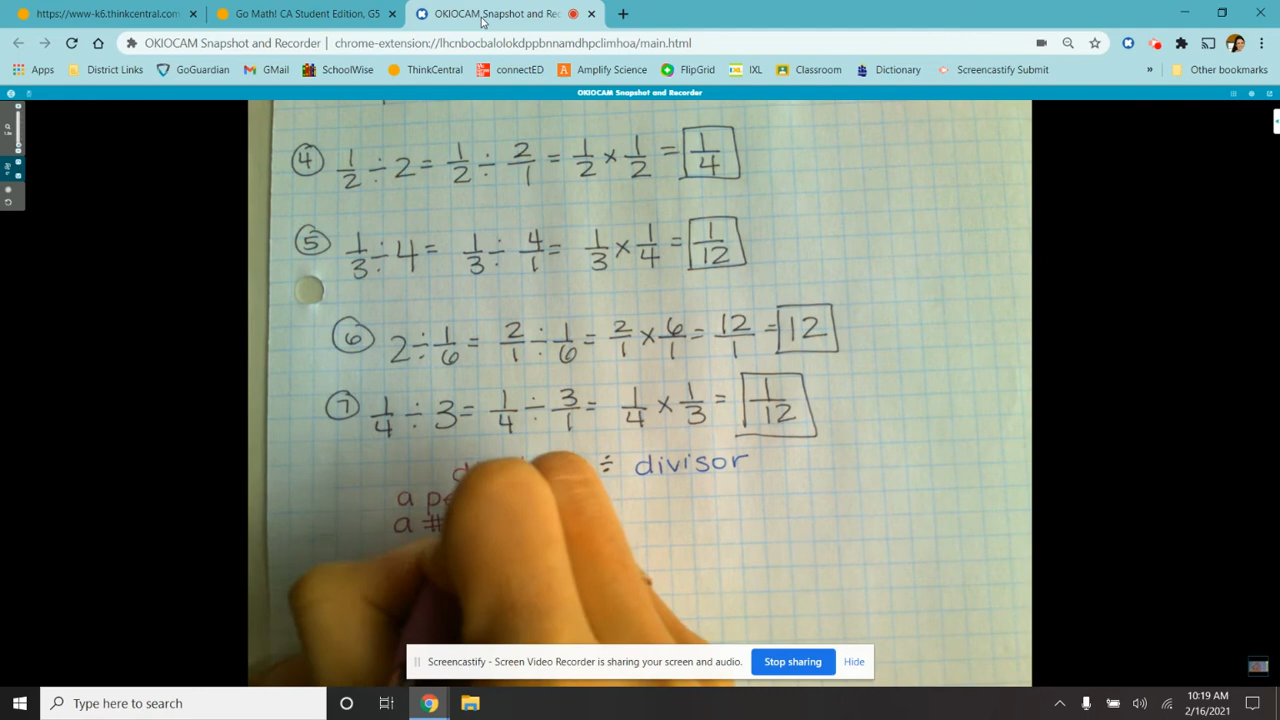 https://www-k6.thinkcentral.com
Go Math! CA Student Edition, G5
OKIOCAM Snapshot and Rec
OKIOCAM Snapshot and Recorder | chrome-extension://lhcnbocbalolokdppbnnamdhpclimhoa/main.html
Apps District Links GoGuardian GMail SchoolWise ThinkCentral connectED Amplify Science FlipGrid IXL Classroom Dictionary Screencastify Submit » Other bookmarks
OKIOCAM Snapshot and Recorder
④ 1/2 ÷ 2 = 1/2 ÷ 2/1 = 1/2 × 1/2 = 1/4
⑤ 1/3 ÷ 4 = 1/3 ÷ 4/1 = 1/3 × 1/4 = 1/12
⑥ 2 ÷ 1/6 = 2/1 ÷ 1/6 = 2/1 × 6/1 = 12/1 = 12
⑦ 1/4 ÷ 3 = 1/4 ÷ 3/1 = 1/4 × 1/3 = 1/12
÷ divisor
a
a #
Screencastify - Screen Video Recorder is sharing your screen and audio. Stop sharing Hide
Type here to search
10:19 AM
2/16/2021